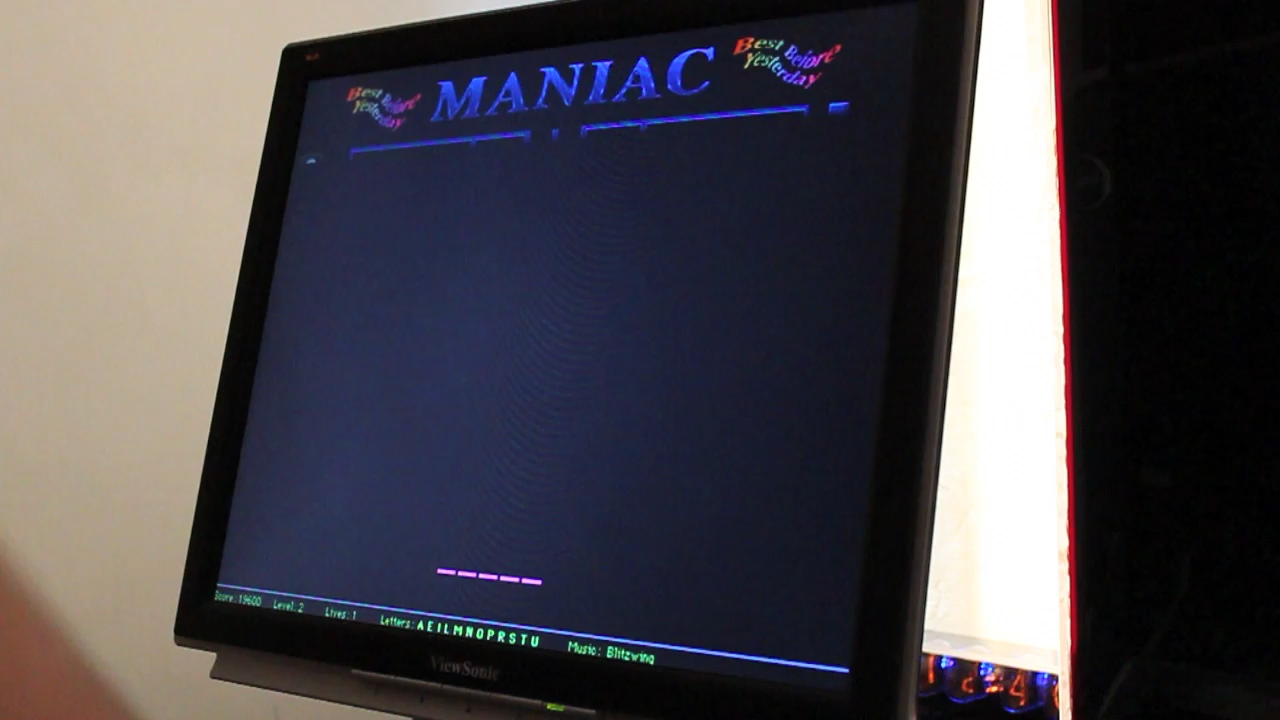 Best Before?
Yesterday
MANIAC
Best Before?
Yesterday
Score:19600 Level:2 Lives:1 Letters:AEILMNOPRSTU Music: Blitzwing
ViewSonic